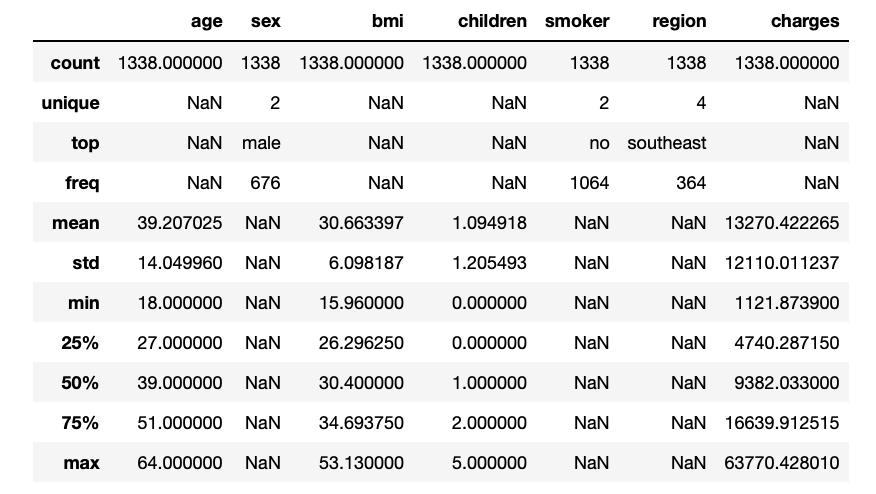 age sex bmi children smoker region charges
count 1338.000000 1338 1338.000000 1338.000000 1338 1338 1338.000000
unique NaN 2 NaN NaN 2 4 NaN
top NaN male NaN NaN no southeast NaN
freq NaN 676 NaN NaN 1064 364 NaN
mean 39.207025 NaN 30.663397 1.094918 NaN NaN 13270.422265
std 14.049960 NaN 6.098187 1.205493 NaN NaN 12110.011237
min 18.000000 NaN 15.960000 0.000000 NaN NaN 1121.873900
25% 27.000000 NaN 26.296250 0.000000 NaN NaN 4740.287150
50% 39.000000 NaN 30.400000 1.000000 NaN NaN 9382.033000
75% 51.000000 NaN 34.693750 2.000000 NaN NaN 16639.912515
max 64.000000 NaN 53.130000 5.000000 NaN NaN 63770.428010